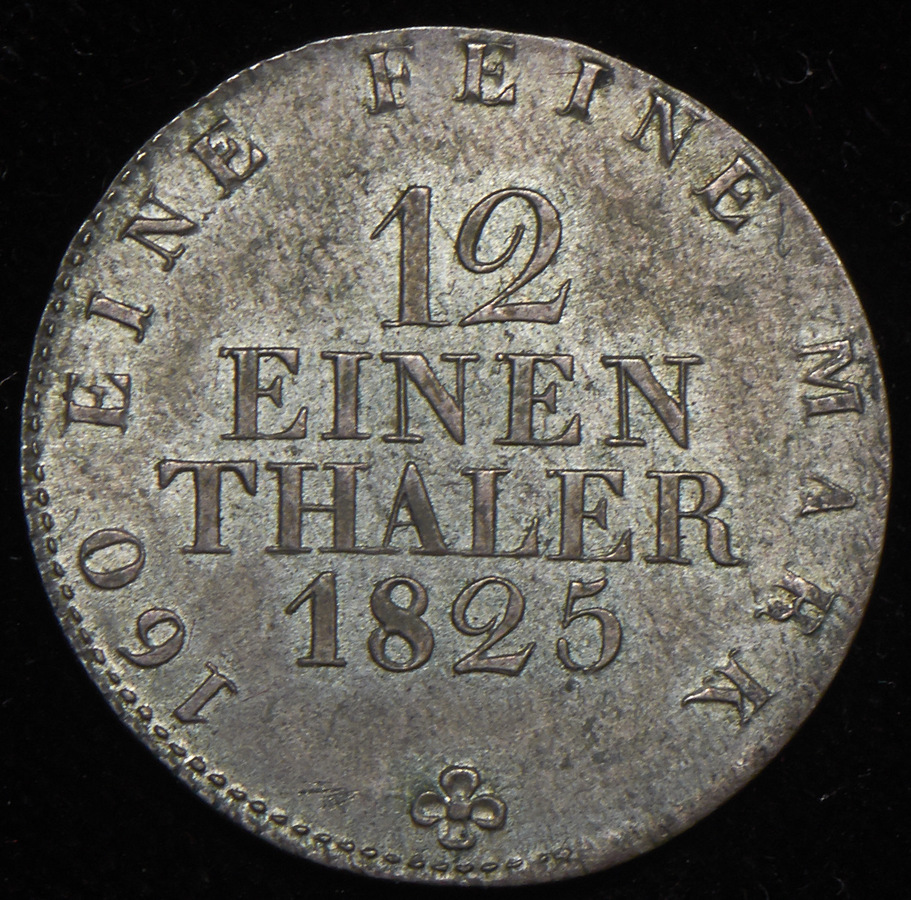 160 EINE FEINE MARK
12
EINEN
THALER
1825